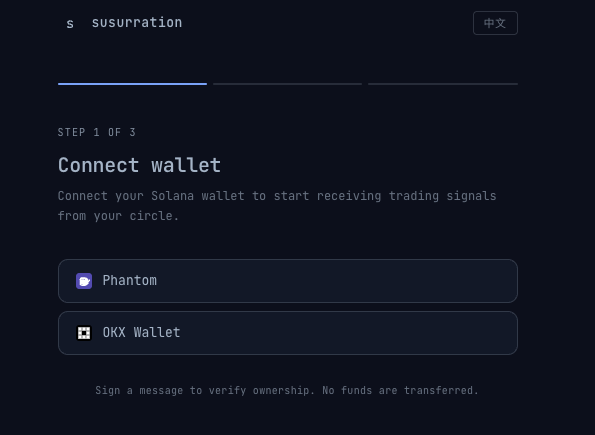 s susurration
中文
STEP 1 OF 3
Connect wallet
Connect your Solana wallet to start receiving trading signals
from your circle.
Phantom
OKX Wallet
Sign a message to verify ownership. No funds are transferred.